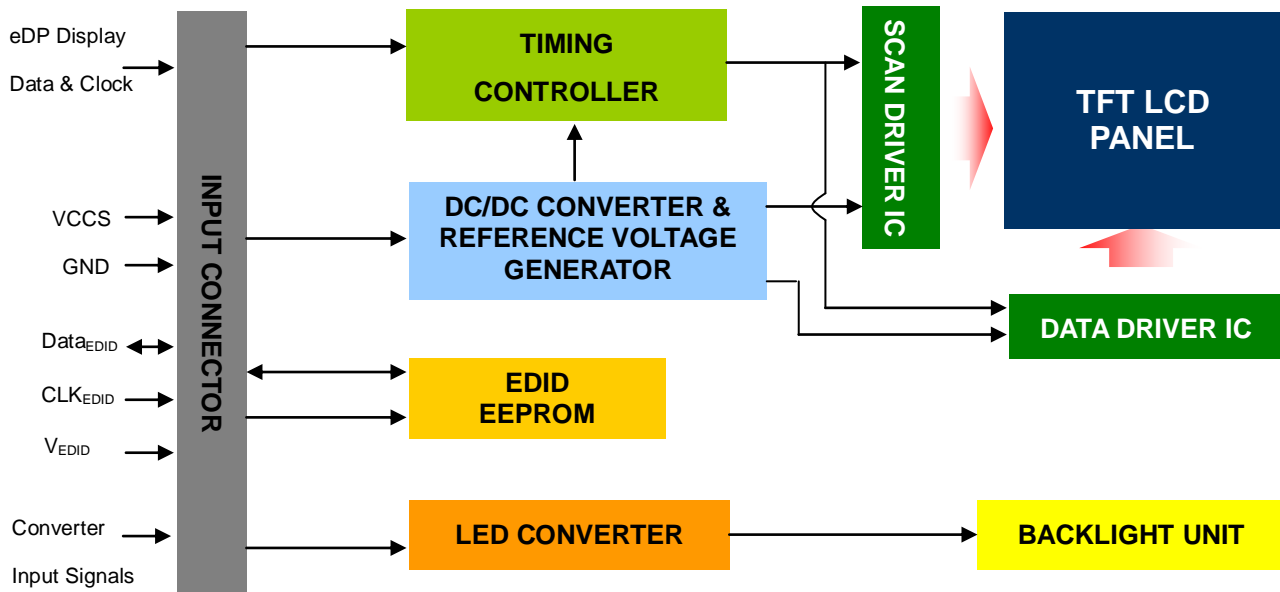 eDP Display
Data & Clock
VCCS
GND
DataEDID
CLKEDID
VEDID
Converter
Input Signals
INPUT CONNECTOR
TIMING
CONTROLLER
DC/DC CONVERTER &
REFERENCE VOLTAGE
GENERATOR
EDID
EEPROM
LED CONVERTER
SCAN DRIVER IC
TFT LCD
PANEL
DATA DRIVER IC
BACKLIGHT UNIT